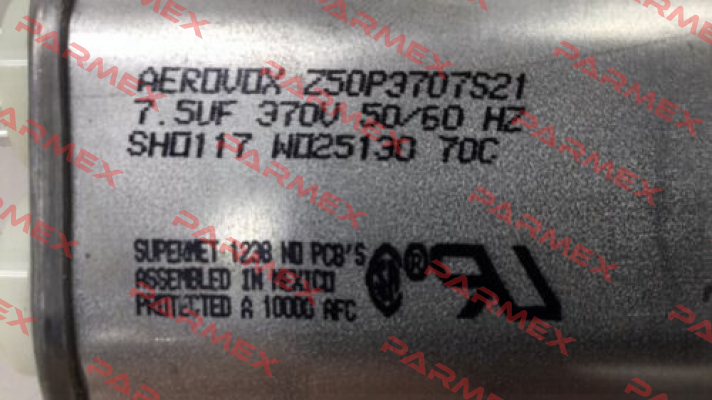 AEROVOX Z50P3707S21
7.5UF 370V 50/60 HZ
SH0117 W025130 70C
SUPERMET 1238 NO PCB'S
ASSEMBLED IN MEXICO
PROTECTED A 10000 AFC
PARMEX